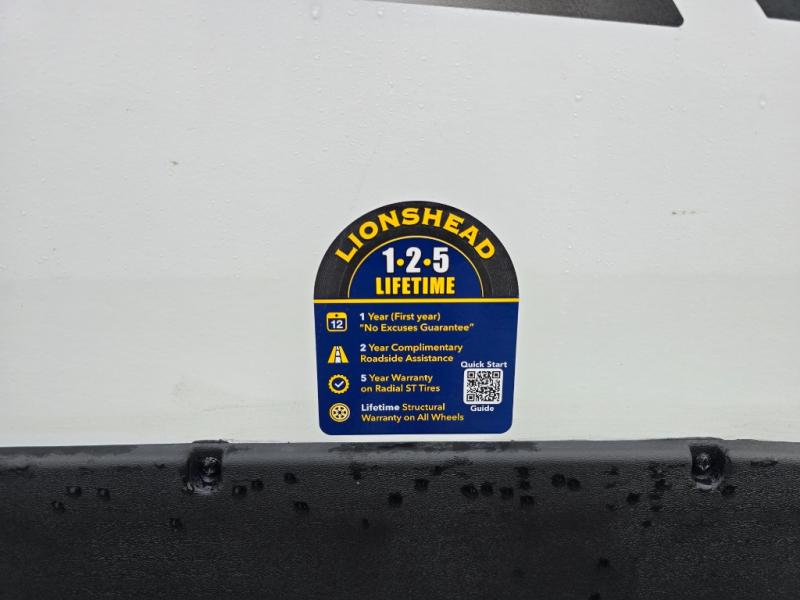 LIONSHEAD
1•2•5
LIFETIME
12
1 Year (First year)
"No Excuses Guarantee"
2 Year Complimentary
Roadside Assistance
5 Year Warranty
on Radial ST Tires
Lifetime Structural
Warranty on All Wheels
Quick Start
Guide